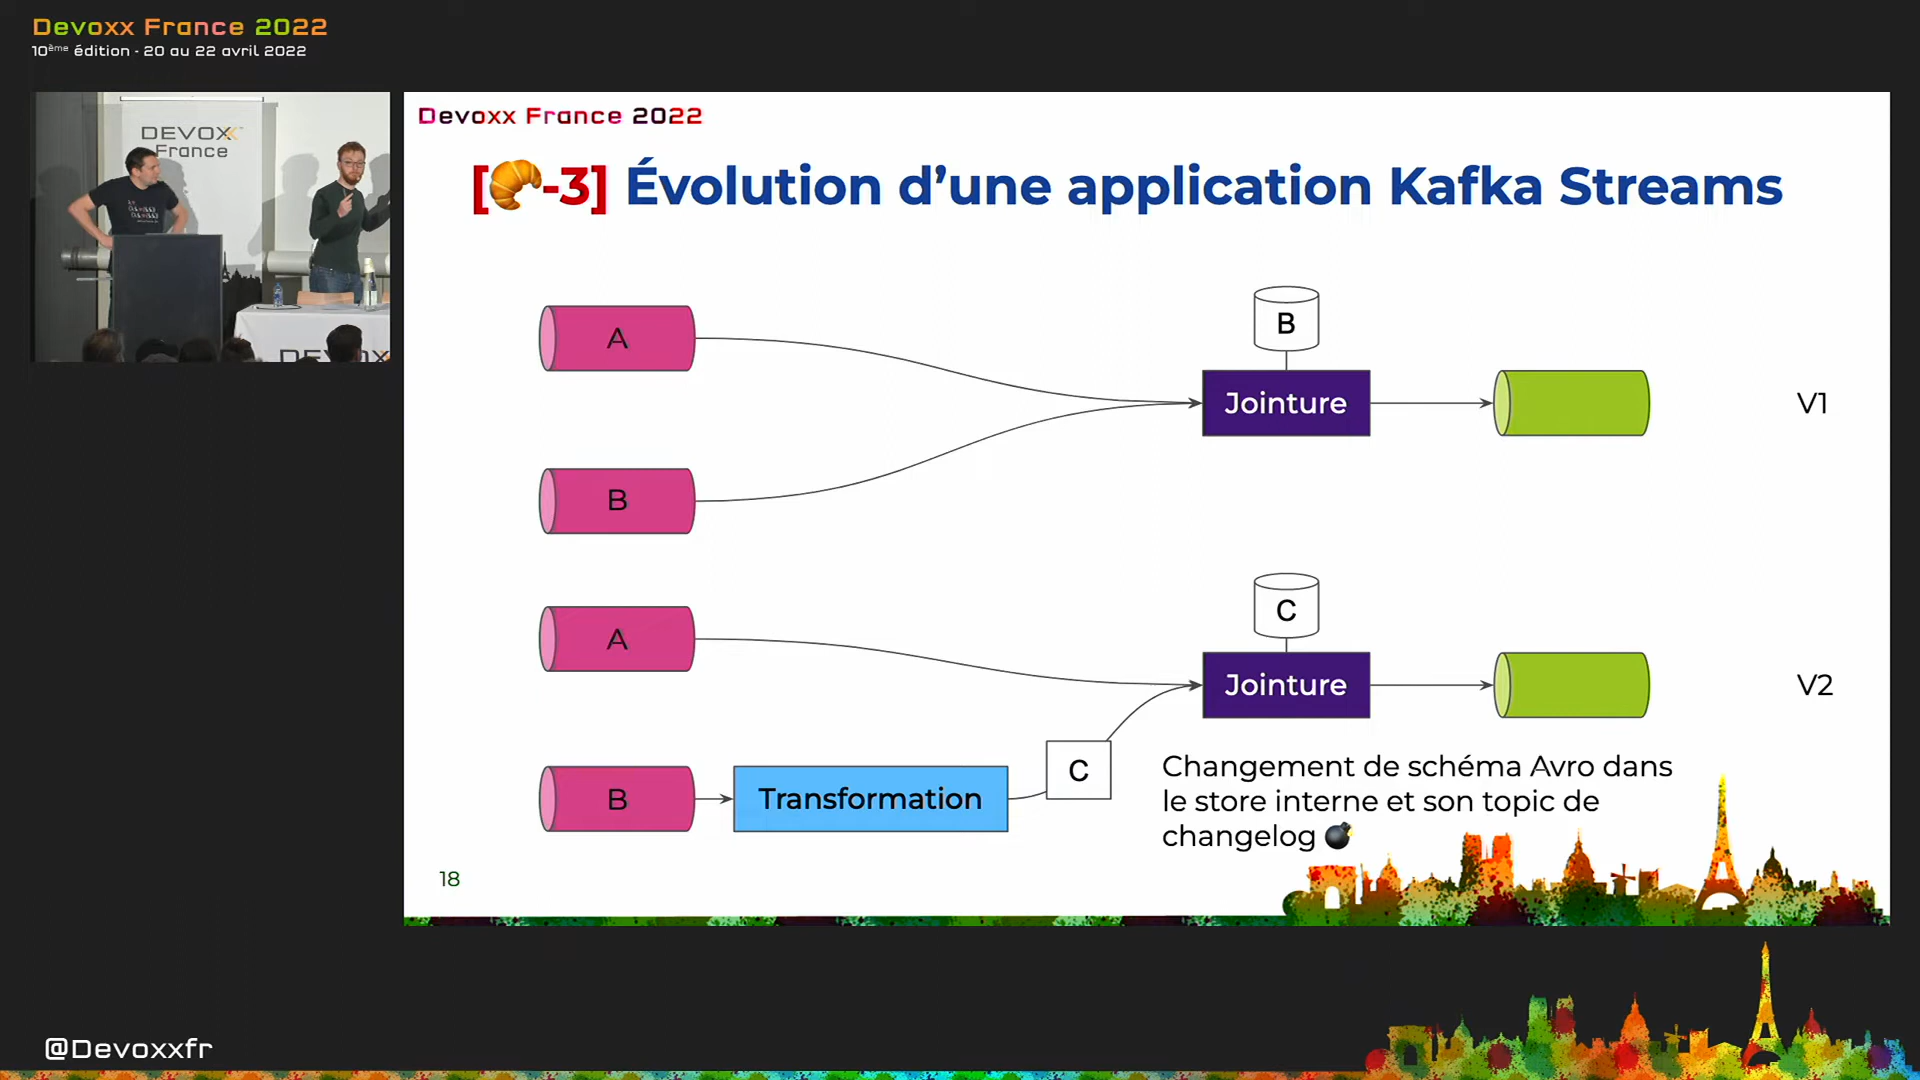 Devoxx France 2022
10ème édition - 20 au 22 avril 2022
DEVOXX
France
DEVOX
Devoxx France 2022
[🥐-3] Évolution d’une application Kafka Streams
A
B
Jointure
V1
B
A
C
Jointure
V2
B
Transformation
C
Changement de schéma Avro dans
le store interne et son topic de
changelog 💣
18
@Devoxxfr